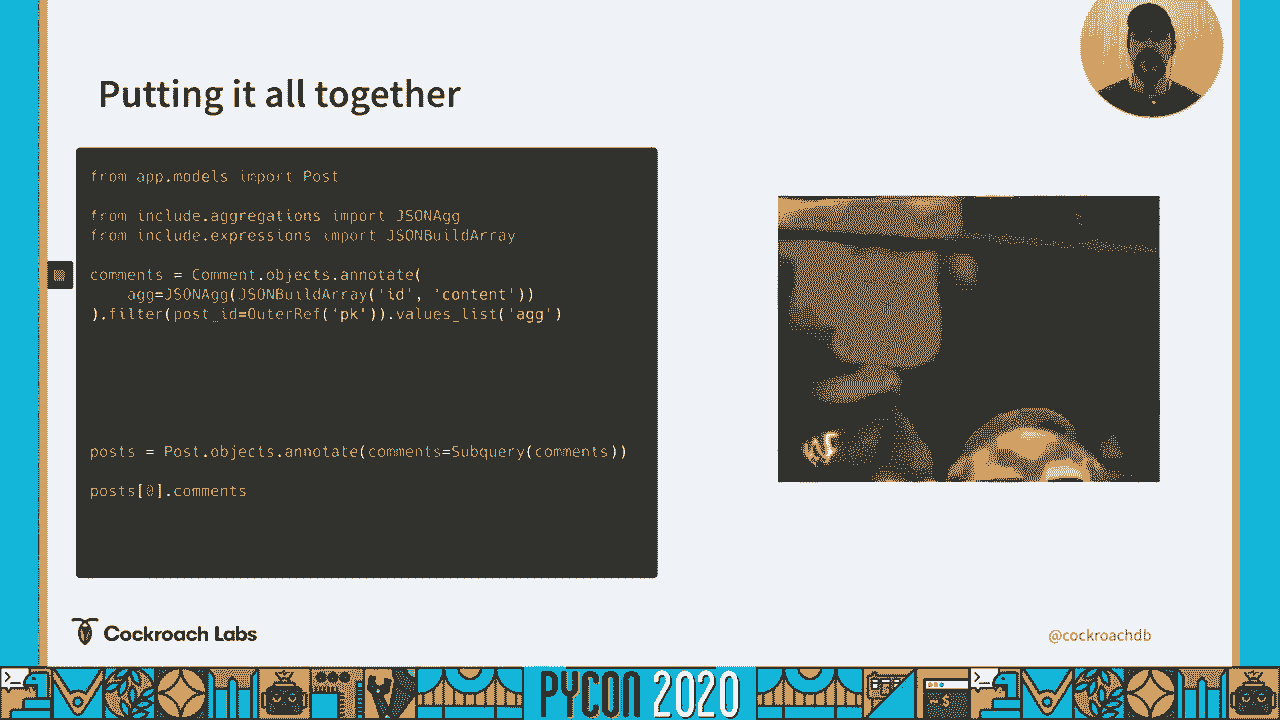 Putting it all together
from app.models import Post
from include.aggregations import JSONAgg
from include.expressions import JSONBuildArray
comments = Comment.objects.annotate(
    agg=JSONAgg(JSONBuildArray('id', 'content'))
).filter(post_id=OuterRef('pk')).values_list('agg')
posts = Post.objects.annotate(comments=Subquery(comments))
posts[0].comments
Cockroach Labs
@cockroachdb
PYCON 2020